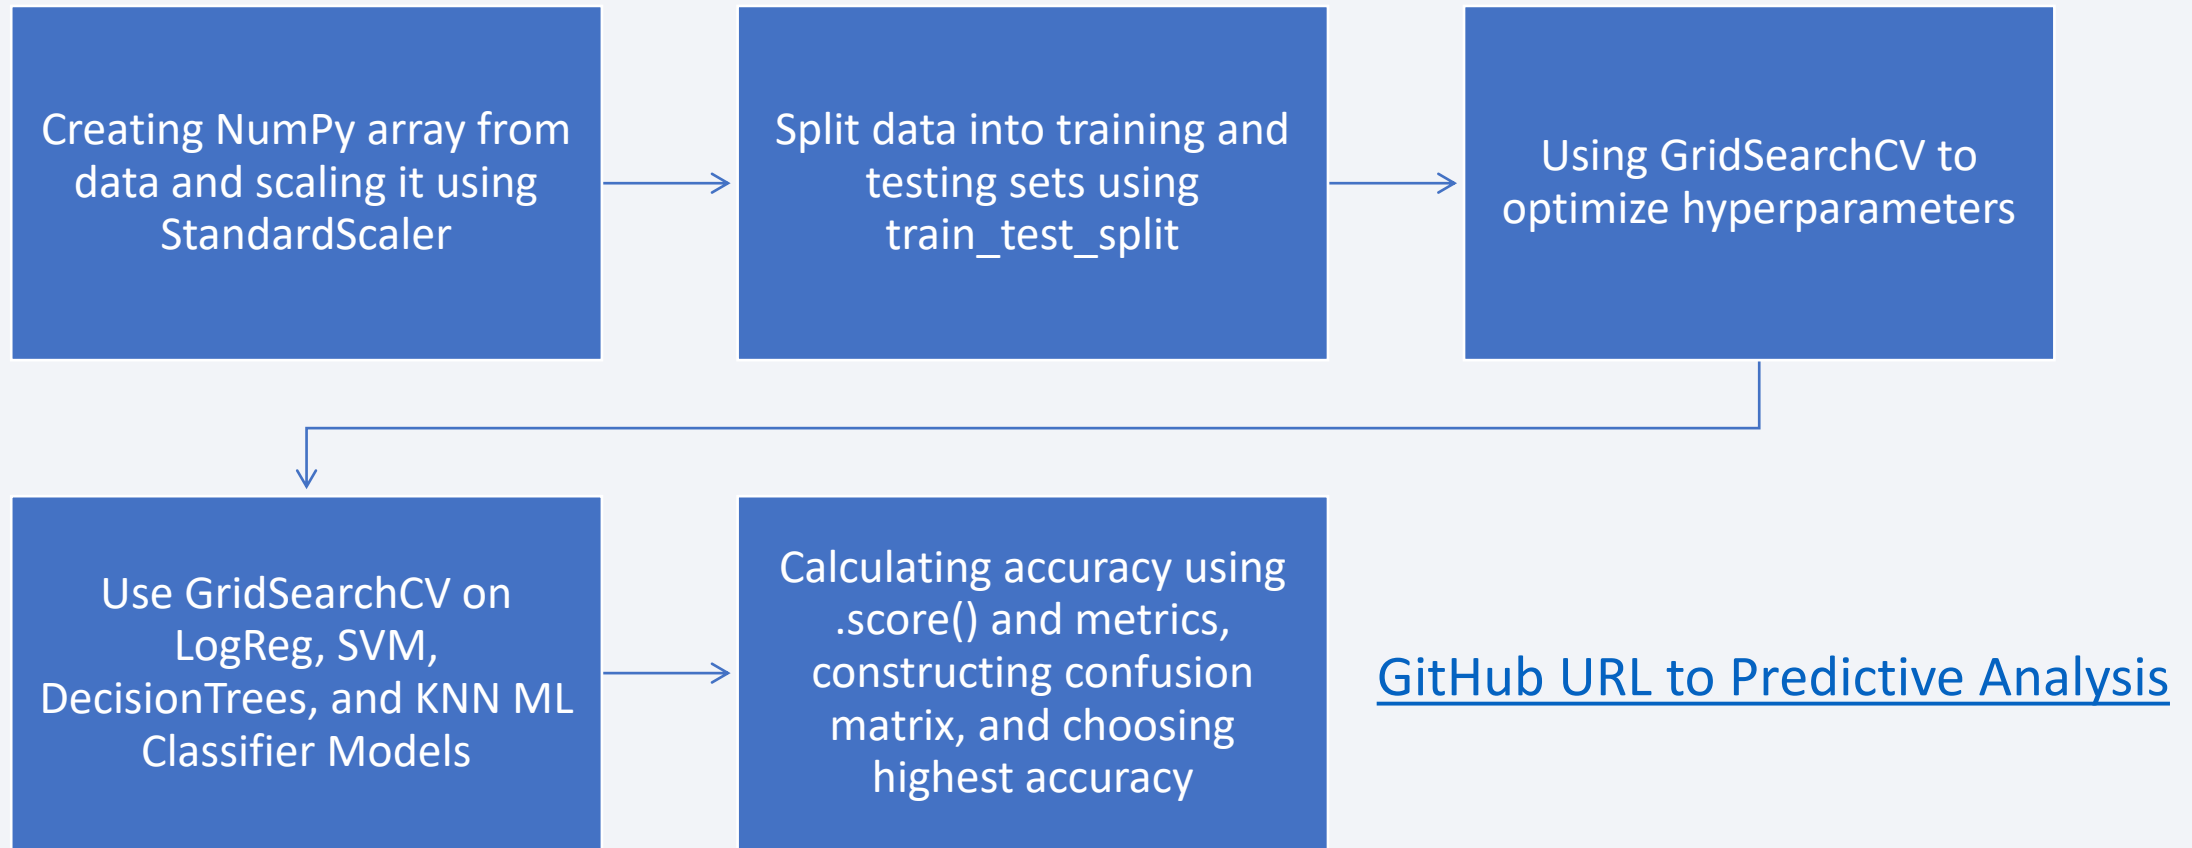 Creating NumPy array from
data and scaling it using
StandardScaler
Split data into training and
testing sets using
train_test_split
Using GridSearchCV to
optimize hyperparameters
Use GridSearchCV on
LogReg, SVM,
DecisionTrees, and KNN ML
Classifier Models
Calculating accuracy using
.score() and metrics,
constructing confusion
matrix, and choosing
highest accuracy
GitHub URL to Predictive Analysis